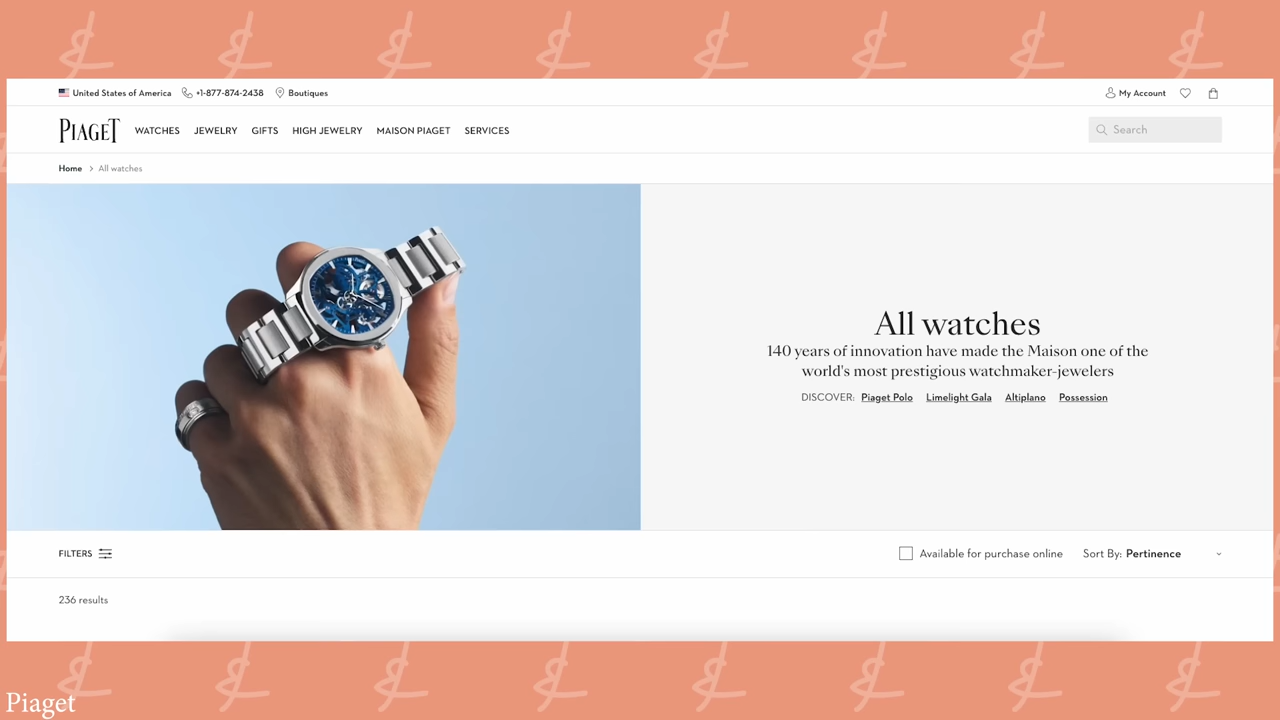 United States of America +1-877-874-2438 Boutiques My Account
PIAGET WATCHES JEWELRY GIFTS HIGH JEWELRY MAISON PIAGET SERVICES Search
Home > All watches
All watches
140 years of innovation have made the Maison one of the
world's most prestigious watchmaker-jewelers
DISCOVER: Piaget Polo Limelight Gala Altiplano Possession
FILTERS Available for purchase online Sort By: Pertinence
236 results
Piaget